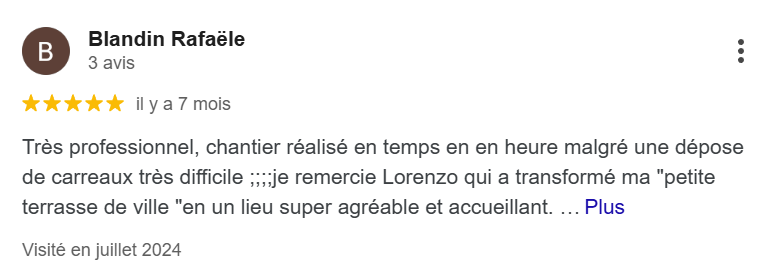 B
Blandin Rafaële
3 avis
il y a 7 mois
Très professionnel, chantier réalisé en temps en en heure malgré une dépose
de carreaux très difficile ;;;;je remercie Lorenzo qui a transformé ma "petite
terrasse de ville "en un lieu super agréable et accueillant. … Plus
Visité en juillet 2024